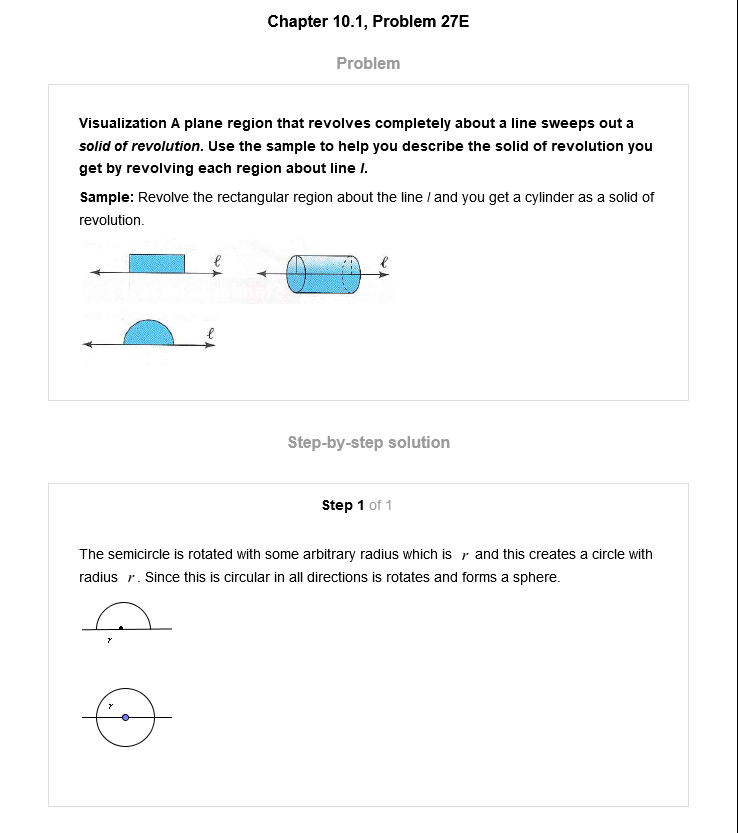 Chapter 10.1, Problem 27E
Problem
Visualization A plane region that revolves completely about a line sweeps out a
solid of revolution. Use the sample to help you describe the solid of revolution you
get by revolving each region about line l.
Sample: Revolve the rectangular region about the line l and you get a cylinder as a solid of
revolution.
ℓ ℓ
ℓ
Step-by-step solution
Step 1 of 1
The semicircle is rotated with some arbitrary radius which is r and this creates a circle with
radius r. Since this is circular in all directions is rotates and forms a sphere.
r
r